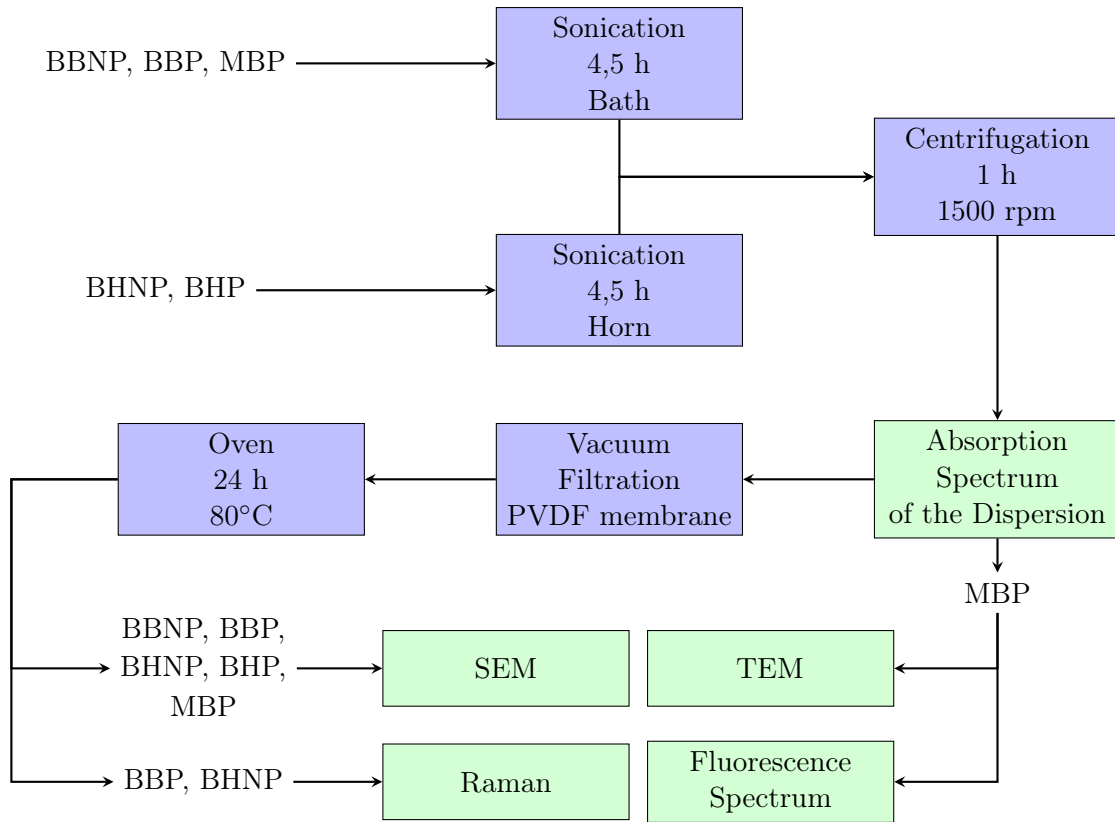 BBNP, BBP, MBP
Sonication
4,5 h
Bath
Centrifugation
1 h
1500 rpm
BHNP, BHP
Sonication
4,5 h
Horn
Oven
24 h
80°C
Vacuum
Filtration
PVDF membrane
Absorption
Spectrum
of the Dispersion
MBP
BBNP, BBP,
BHNP, BHP,
MBP
SEM
TEM
BBP, BHNP
Raman
Fluorescence
Spectrum